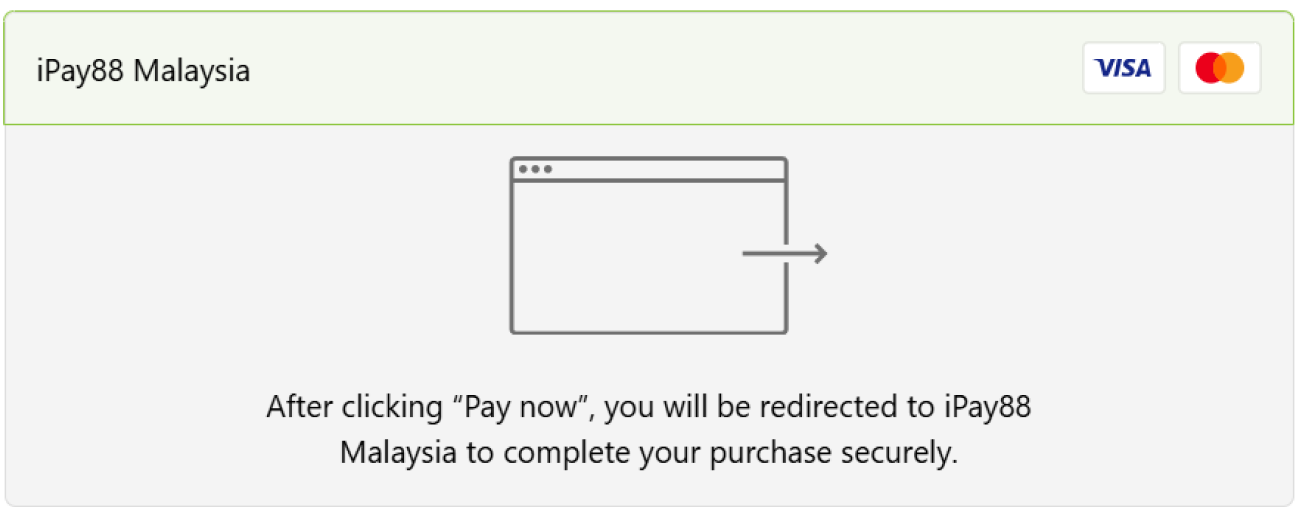 iPay88 Malaysia
VISA
After clicking “Pay now”, you will be redirected to iPay88
Malaysia to complete your purchase securely.